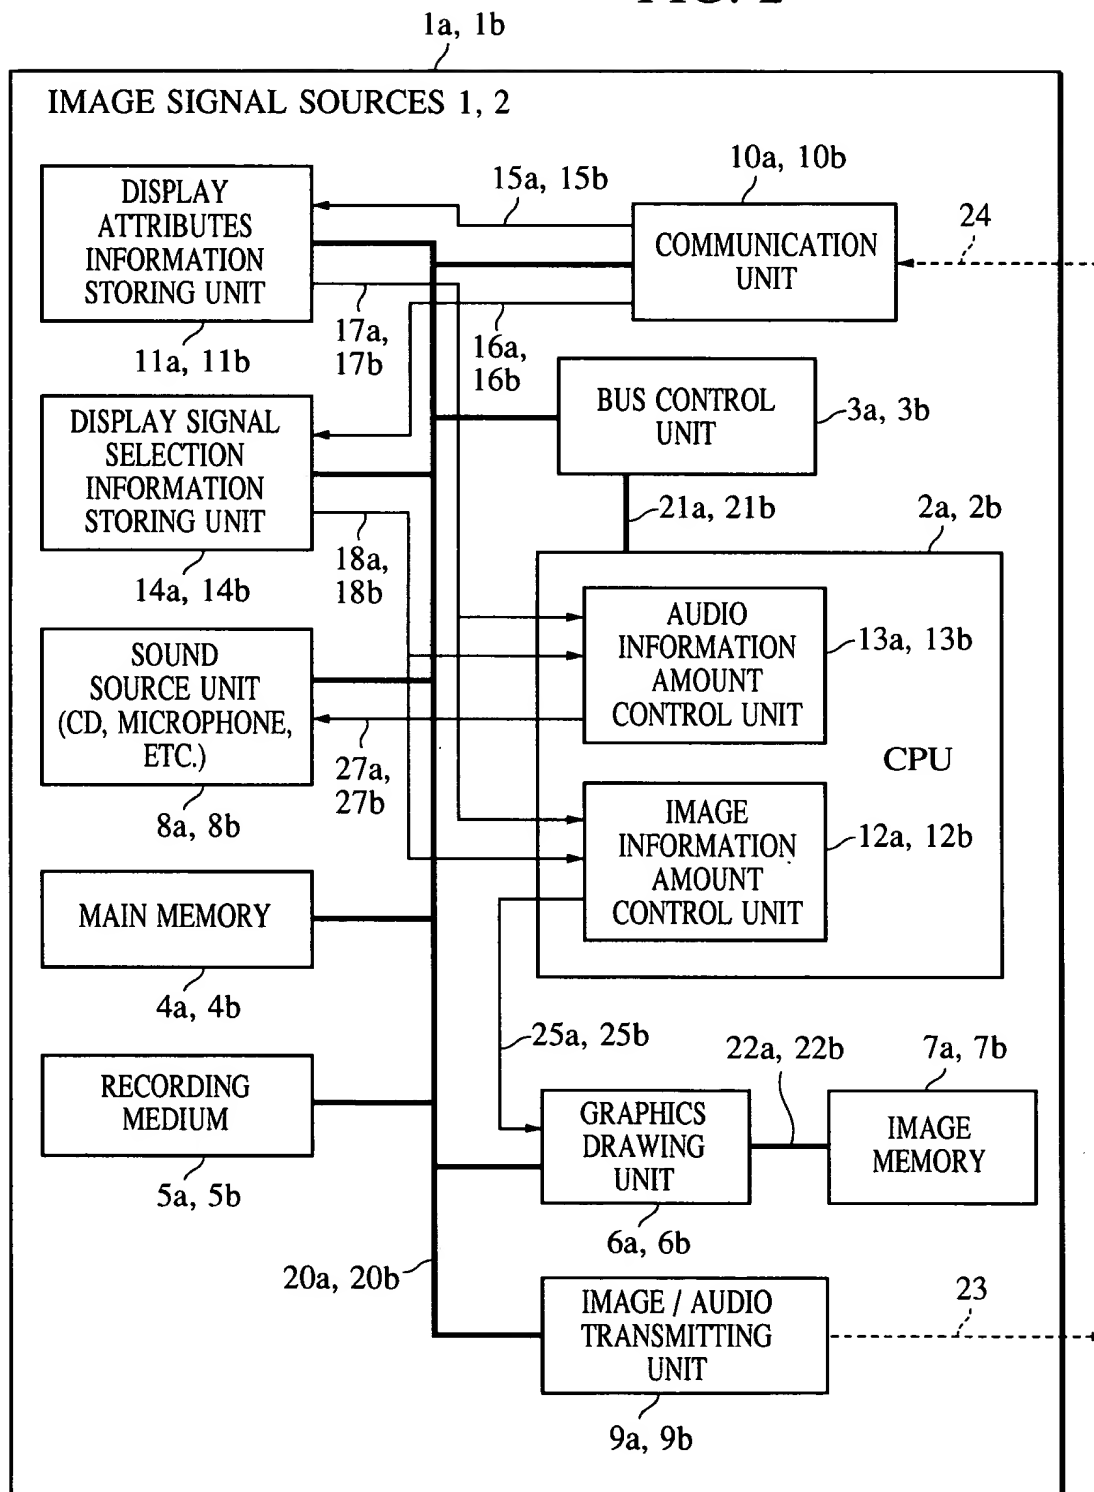 FIG. 2
1a, 1b
IMAGE SIGNAL SOURCES 1, 2
DISPLAY
ATTRIBUTES
INFORMATION
STORING UNIT
11a, 11b
15a, 15b
10a, 10b
COMMUNICATION
UNIT
24
17a,
17b
16a,
16b
BUS CONTROL
UNIT
3a, 3b
DISPLAY SIGNAL
SELECTION
INFORMATION
STORING UNIT
14a, 14b
18a,
18b
21a, 21b
2a, 2b
SOUND
SOURCE UNIT
(CD, MICROPHONE,
ETC.)
8a, 8b
27a,
27b
AUDIO
INFORMATION
AMOUNT
CONTROL UNIT
13a, 13b
CPU
IMAGE
INFORMATION
AMOUNT
CONTROL UNIT
12a, 12b
MAIN MEMORY
4a, 4b
25a, 25b
22a, 22b
7a, 7b
RECORDING
MEDIUM
5a, 5b
GRAPHICS
DRAWING
UNIT
6a, 6b
IMAGE
MEMORY
20a, 20b
IMAGE / AUDIO
TRANSMITTING
UNIT
9a, 9b
23